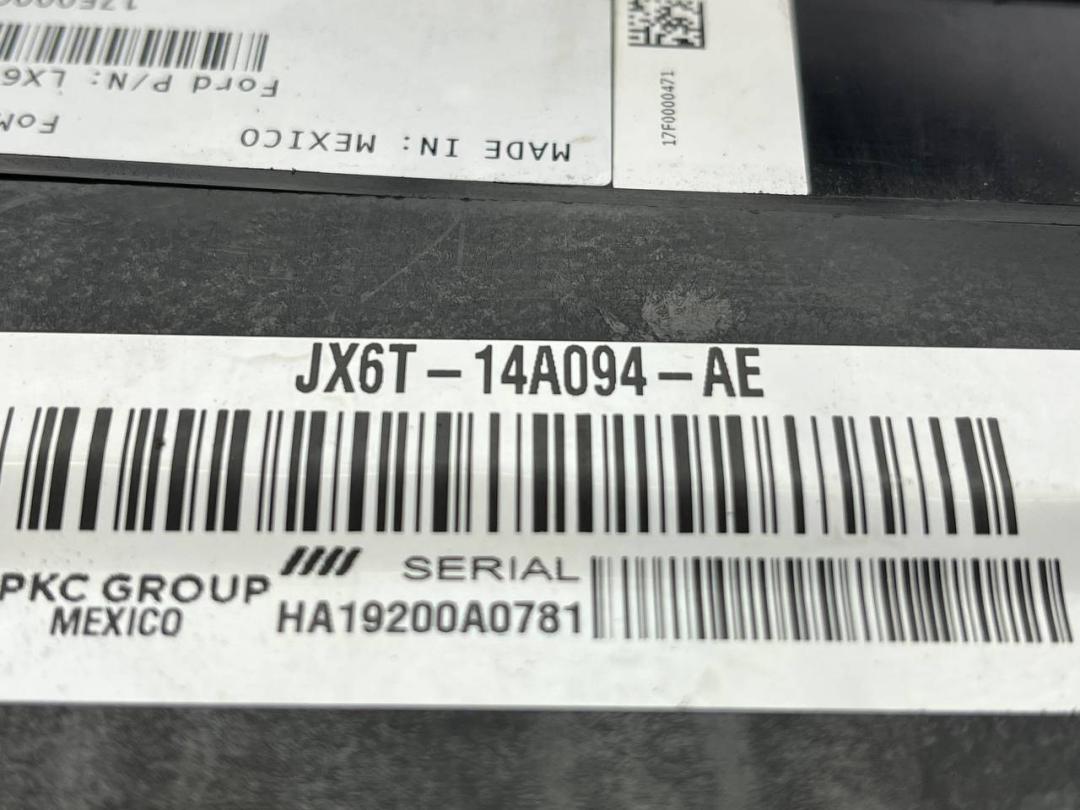 Ford P/N: LX6
MADE IN: MEXICO
17F0000471
JX6T-14A094-AE
PKC GROUP
MEXICO
SERIAL
HA19200A0781